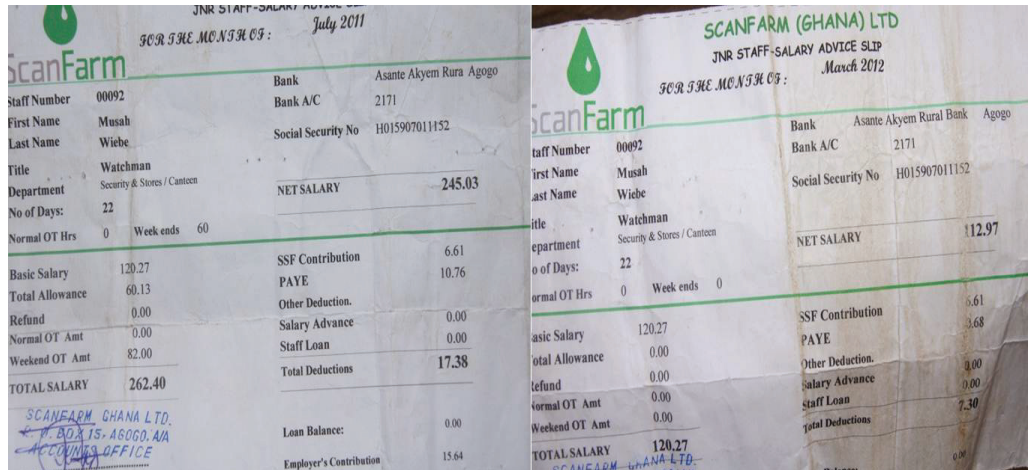 JNR STAFF-SALARY ADVICE SLIP
FOR THE MONTH OF : July 2011
ScanFarm
Staff Number 00092
First Name Musah
Last Name Wiebe
Title Watchman
Department Security & Stores / Canteen
No of Days: 22
Normal OT Hrs 0 Week ends 60
Bank Asante Akyem Rura Agogo
Bank A/C 2171
Social Security No H015907011152
NET SALARY 245.03
Basic Salary 120.27
Total Allowance 60.13
Refund 0.00
Normal OT Amt 0.00
Weekend OT Amt 82.00
TOTAL SALARY 262.40
SSF Contribution 6.61
PAYE 10.76
Other Deduction.
Salary Advance 0.00
Staff Loan 0.00
Total Deductions 17.38
Loan Balance: 0.00
Employer's Contribution 15.64
SCANFARM GHANA LTD.
P. O. BOX 15, AGOGO. A/A
ACCOUNTS OFFICE
SCANFARM (GHANA) LTD
JNR STAFF-SALARY ADVICE SLIP
FOR THE MONTH OF : March 2012
ScanFarm
taff Number 00092
irst Name Musah
ast Name Wiebe
itle Watchman
epartment Security & Stores / Canteen
o of Days: 22
ormal OT Hrs 0 Week ends 0
Bank Asante Akyem Rural Bank Agogo
Bank A/C 2171
Social Security No H015907011152
NET SALARY 112.97
asic Salary 120.27
otal Allowance 0.00
efund 0.00
ormal OT Amt 0.00
Weekend OT Amt 0.00
TOTAL SALARY 120.27
SSF Contribution 6.61
PAYE .68
Other Deduction. 0.00
Salary Advance 0.00
Staff Loan
Total Deductions 7.30
SCANFARM GHANA LTD.
0.00